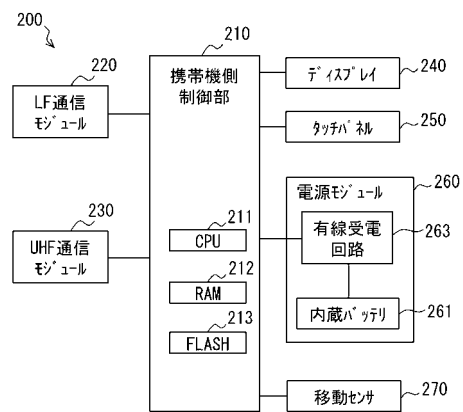 200
210
220
LF通信
モジュール
230
UHF通信
モジュール
携帯機側
制御部
211
CPU
212
RAM
213
FLASH
ディスプレイ
240
タッチパネル
250
260
電源モジュール
有線受電
回路
263
内蔵バッテリ
261
移動センサ
270